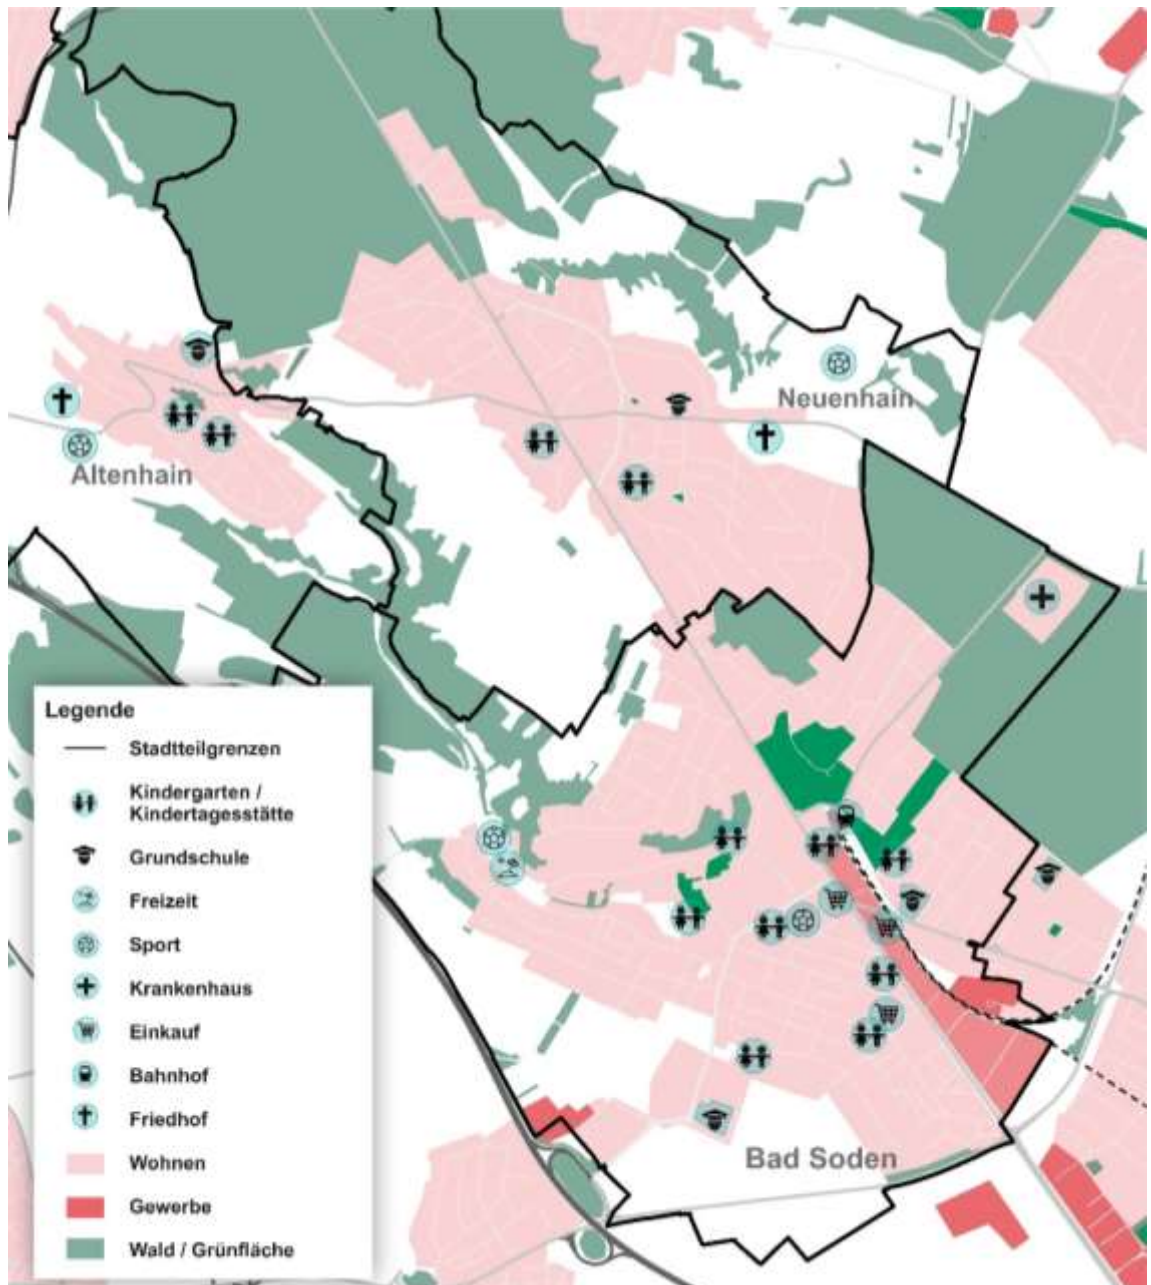 Neuenhain
Altenhain
Legende
Stadtteilgrenzen
Kindergarten /
Kindertagesstätte
Grundschule
Freizeit
Sport
Krankenhaus
Einkauf
Bahnhof
Friedhof
Wohnen
Gewerbe
Wald / Grünfläche
Bad Soden